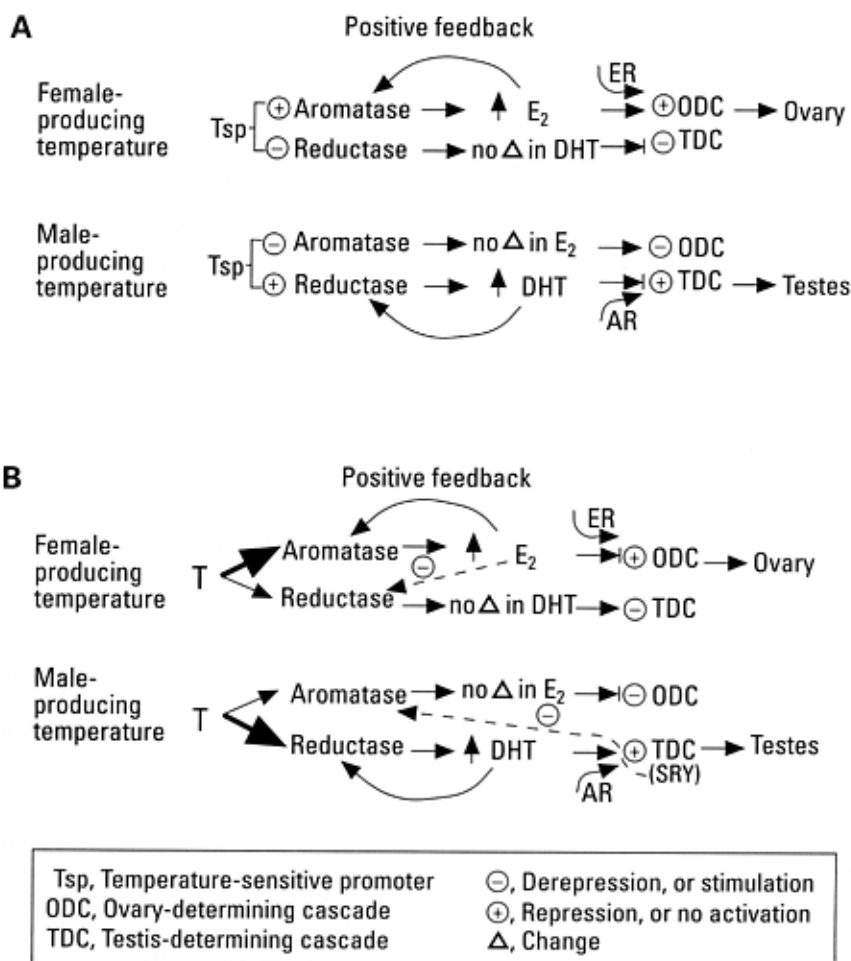 A
Positive feedback
Female-
producing
temperature
Tsp
⊕ Aromatase → ↑ E₂ → ⊕ ODC → Ovary
ER
⊖ Reductase → no Δ in DHT → ⊖ TDC
Male-
producing
temperature
Tsp
⊖ Aromatase → no Δ in E₂ → ⊖ ODC
⊕ Reductase → ↑ DHT → ⊕ TDC → Testes
AR
B
Positive feedback
Female-
producing
temperature
T
ER
Aromatase → ↑ E₂ → ⊕ ODC → Ovary
⊖
Reductase → no Δ in DHT → ⊖ TDC
Male-
producing
temperature
T
Aromatase → no Δ in E₂ → ⊖ ODC
⊖
Reductase → ↑ DHT → ⊕ TDC → Testes
(SRY)
AR
Tsp, Temperature-sensitive promoter
ODC, Ovary-determining cascade
TDC, Testis-determining cascade
⊖, Derepression, or stimulation
⊕, Repression, or no activation
Δ, Change